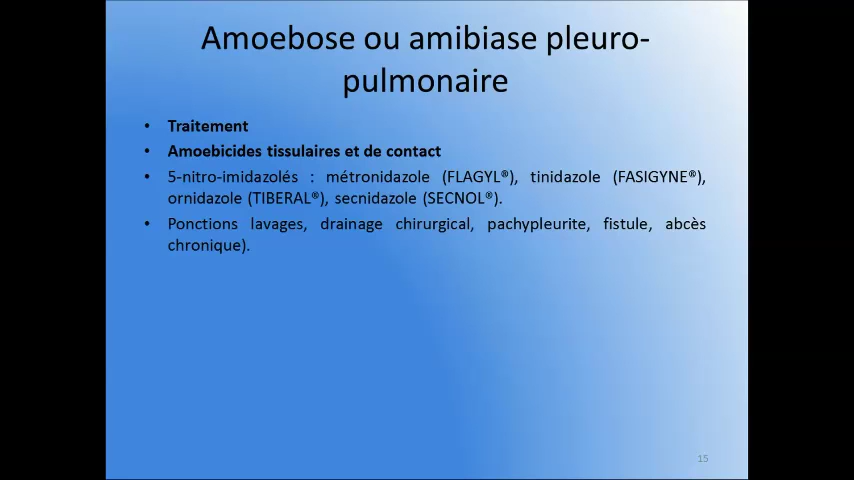 Amoebose ou amibiase pleuro-
pulmonaire
• Traitement
• Amoebicides tissulaires et de contact
• 5-nitro-imidazolés : métronidazole (FLAGYL®), tinidazole (FASIGYNE®),
ornidazole (TIBERAL®), secnidazole (SECNOL®).
• Ponctions lavages, drainage chirurgical, pachypleurite, fistule, abcès
chronique).
15